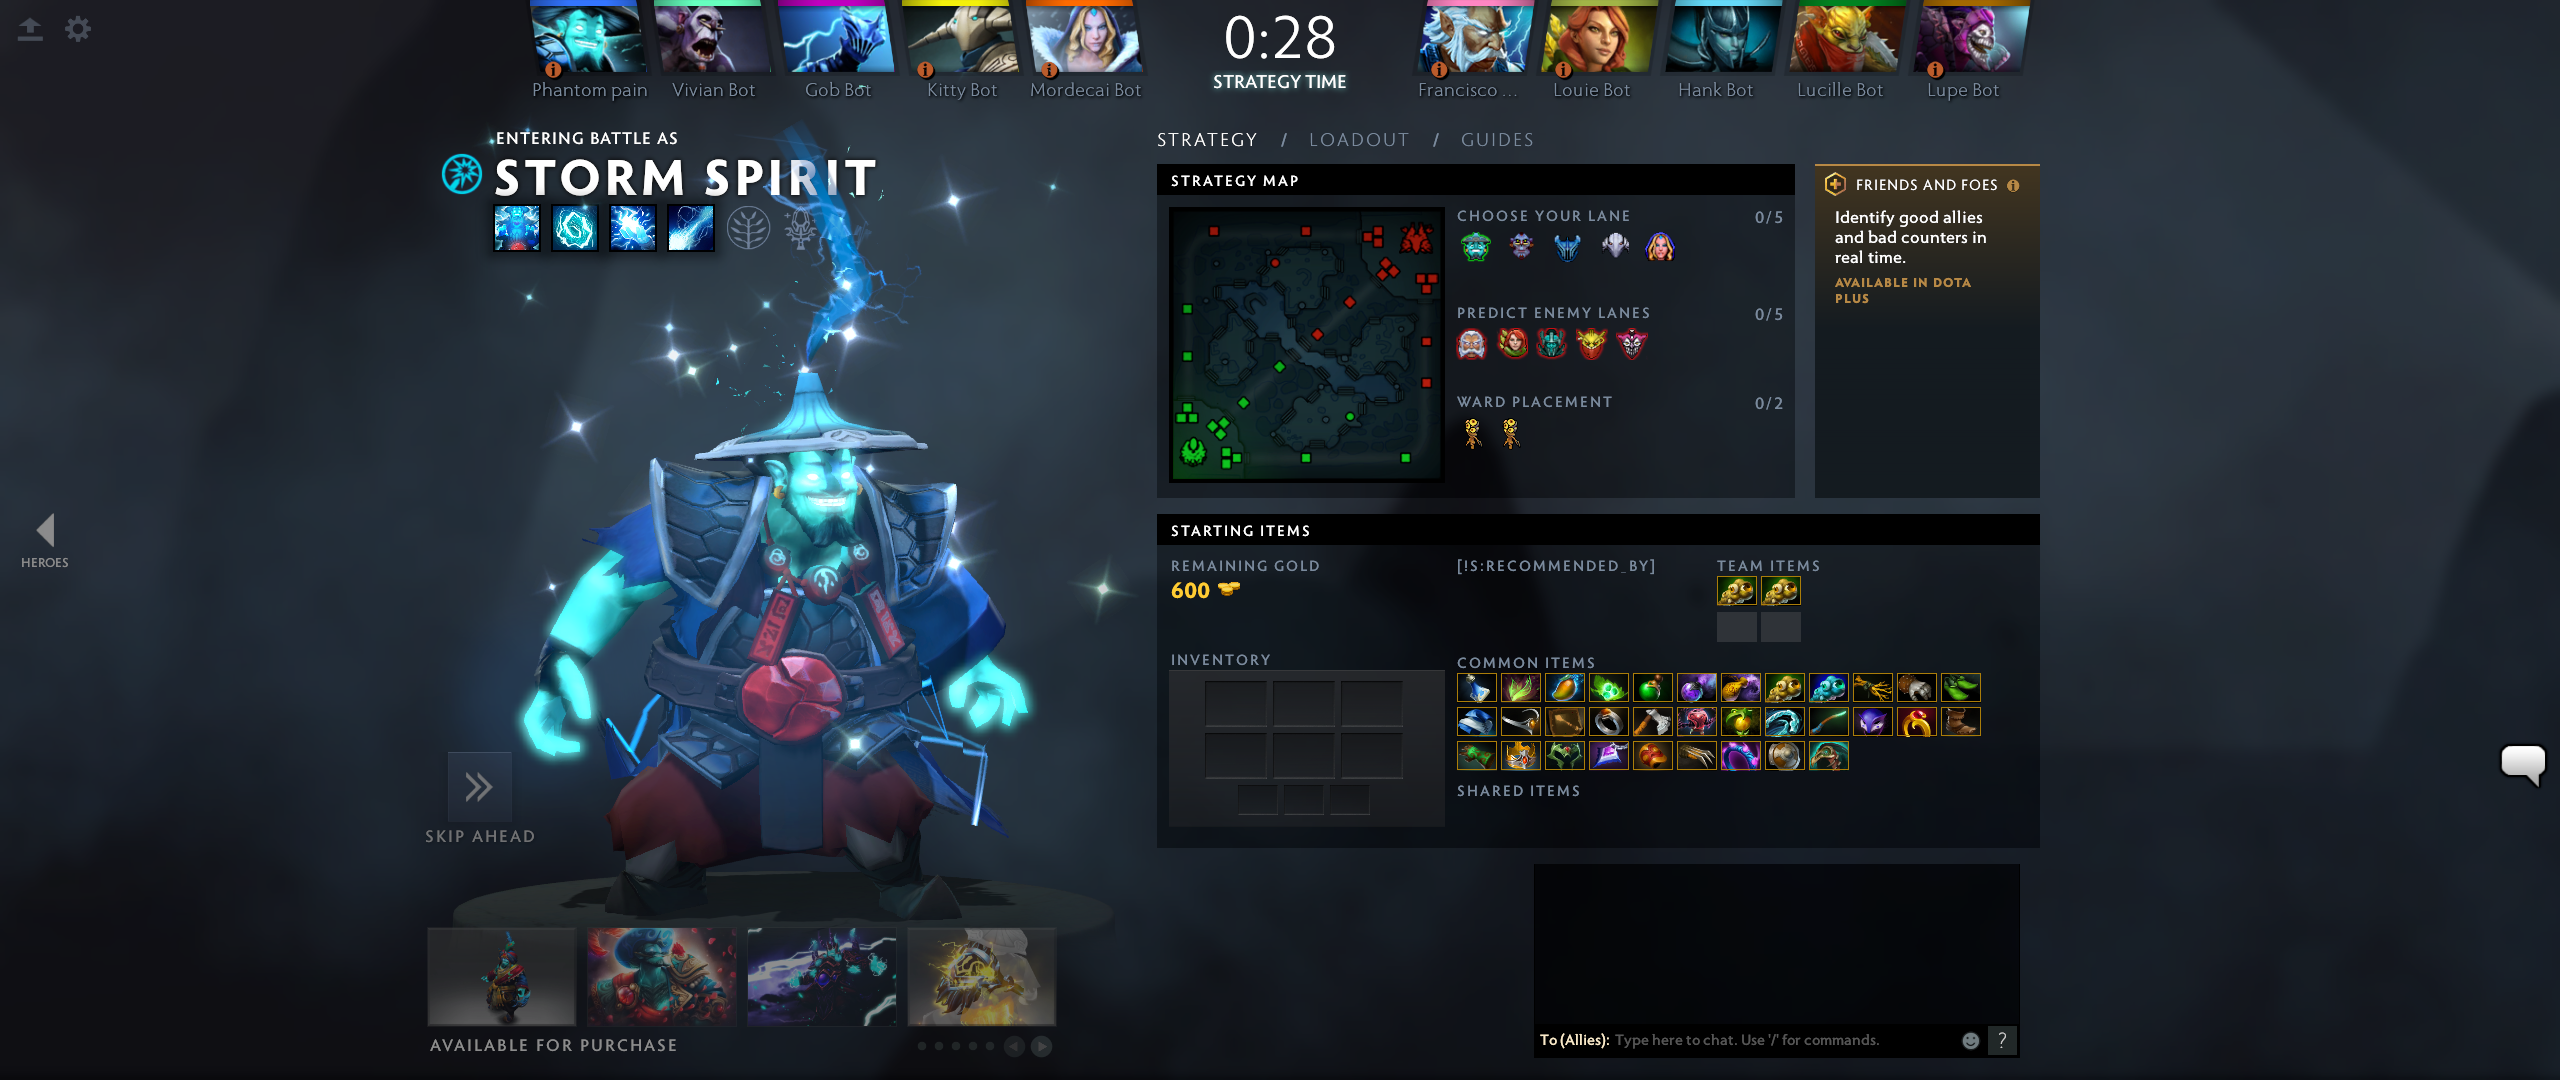 0:28
STRATEGY TIME
Phantom pain
Vivian Bot
Gob Bot
Kitty Bot
Mordecai Bot
Francisco ...
Louie Bot
Hank Bot
Lucille Bot
Lupe Bot
ENTERING BATTLE AS
STORM SPIRIT
HEROES
SKIP AHEAD
AVAILABLE FOR PURCHASE
STRATEGY / LOADOUT / GUIDES
STRATEGY MAP
CHOOSE YOUR LANE 0/5
PREDICT ENEMY LANES 0/5
WARD PLACEMENT 0/2
FRIENDS AND FOES
Identify good allies
and bad counters in
real time.
AVAILABLE IN DOTA
PLUS
STARTING ITEMS
REMAINING GOLD
600
[!S:RECOMMENDED_BY]
TEAM ITEMS
INVENTORY
COMMON ITEMS
SHARED ITEMS
To (Allies): Type here to chat. Use '/' for commands.
?